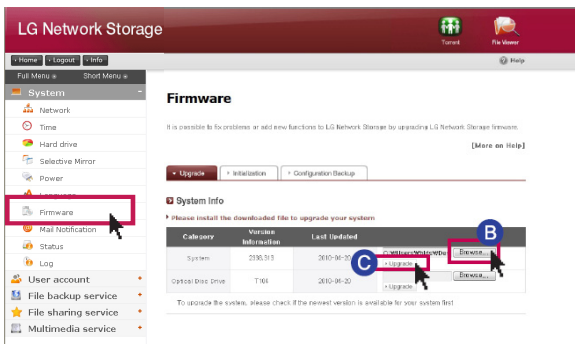 LG Network Storage
Torrent
File Viewer
Home Logout Info
Help
Full Menu Short Menu
System
Network
Time
Hard drive
Selective Mirror
Power
Language
Firmware
Mail Notification
Status
Log
User account
File backup service
File sharing service
Multimedia service
Firmware
It is possible to fix problems or add new functions to LG Network Storage by upgrading LG Network Storage firmware.
[More on Help]
Upgrade Initialization Configuration Backup
System Info
Please install the downloaded file to upgrade your system
Category Version Information Last Updated
B
System 2010-04-20 Browse...
C
Upgrade
Optical Disc Drive T104 2010-04-20 Browse...
Upgrade
To upgrade the system, please check if the newest version is available for your system first